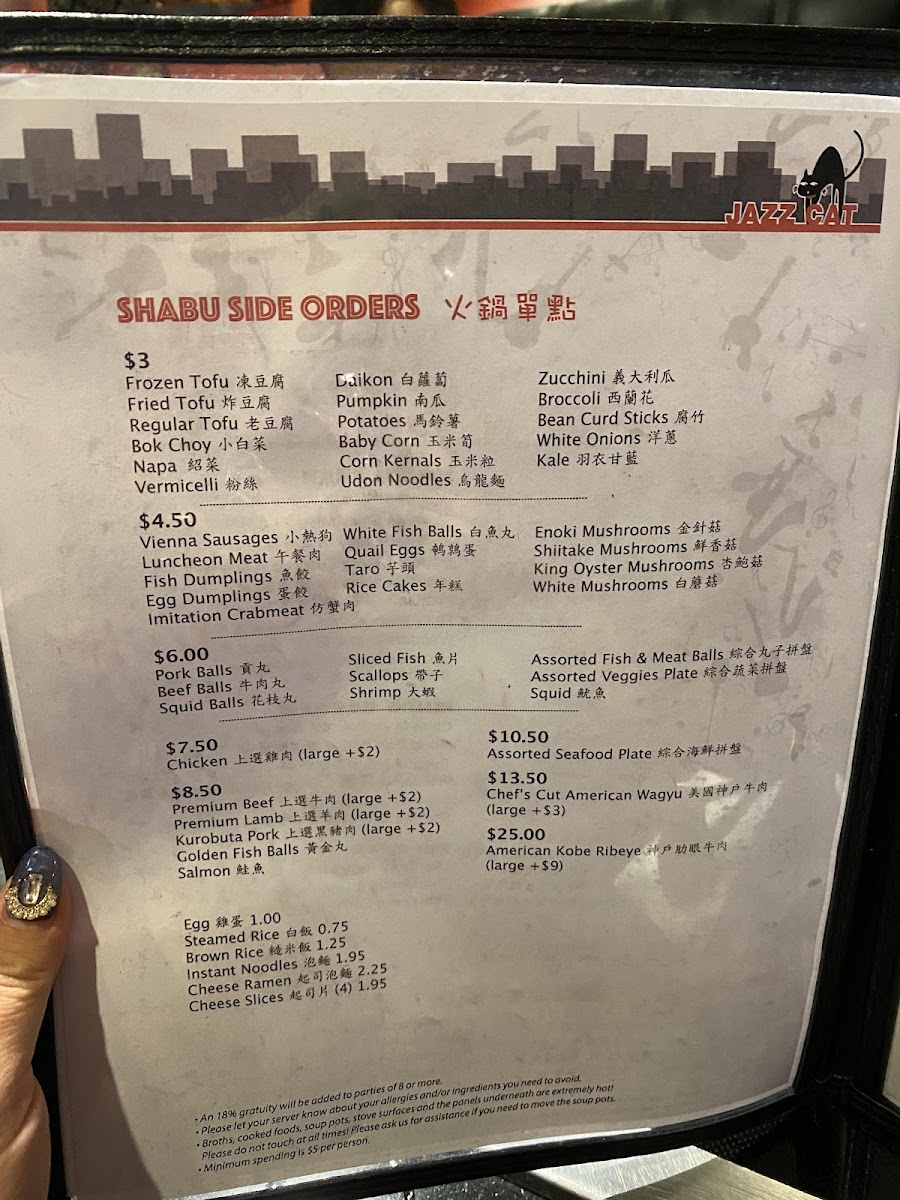 JAZZ CAT
SHABU SIDE ORDERS 火鍋單點
$3
Frozen Tofu 凍豆腐
Fried Tofu 炸豆腐
Regular Tofu 老豆腐
Bok Choy 小白菜
Napa 紹菜
Vermicelli 粉絲
Daikon 白蘿蔔
Pumpkin 南瓜
Potatoes 馬鈴薯
Baby Corn 玉米筍
Corn Kernals 玉米粒
Udon Noodles 烏龍麵
Zucchini 義大利瓜
Broccoli 西蘭花
Bean Curd Sticks 腐竹
White Onions 洋蔥
Kale 羽衣甘藍
$4.50
Vienna Sausages 小熱狗
Luncheon Meat 午餐肉
Fish Dumplings 魚餃
Egg Dumplings 蛋餃
Imitation Crabmeat 仿蟹肉
White Fish Balls 白魚丸
Quail Eggs 鵪鶉蛋
Taro 芋頭
Rice Cakes 年糕
Enoki Mushrooms 金針菇
Shiitake Mushrooms 鮮香菇
King Oyster Mushrooms 杏鮑菇
White Mushrooms 白蘑菇
$6.00
Pork Balls 貢丸
Beef Balls 牛肉丸
Squid Balls 花枝丸
Sliced Fish 魚片
Scallops 帶子
Shrimp 大蝦
Assorted Fish & Meat Balls 綜合丸子拼盤
Assorted Veggies Plate 綜合蔬菜拼盤
Squid 魷魚
$7.50
Chicken 上選雞肉 (large +$2)
$8.50
Premium Beef 上選牛肉 (large +$2)
Premium Lamb 上選羊肉 (large +$2)
Kurobuta Pork 上選黑豬肉 (large +$2)
Golden Fish Balls 黃金丸
Salmon 鮭魚
$10.50
Assorted Seafood Plate 綜合海鮮拼盤
$13.50
Chef's Cut American Wagyu 美國神戶牛肉
(large +$3)
$25.00
American Kobe Ribeye 神戶肋眼牛肉
(large +$9)
Egg 雞蛋 1.00
Steamed Rice 白飯 0.75
Brown Rice 糙米飯 1.25
Instant Noodles 泡麵 1.95
Cheese Ramen 起司泡麵 2.25
Cheese Slices 起司片 (4) 1.95
• An 18% gratuity will be added to parties of 8 or more.
• Please let your server know about your allergies and/or ingredients you need to avoid.
• Broths, cooked foods, soup pots, stove surfaces and the panels underneath are extremely hot!
Please do not touch at all times! Please ask us for assistance if you need to move the soup pots.
• Minimum spending is $5 per person.